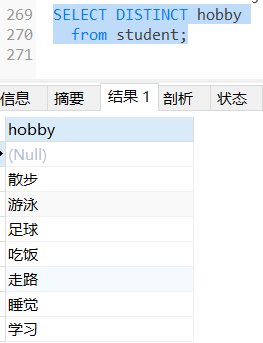 269 SELECT DISTINCT hobby
270 from student;
271
信息 摘要 结果 1 剖析 状态
hobby
(Null)
散步
游泳
足球
吃饭
走路
睡觉
学习